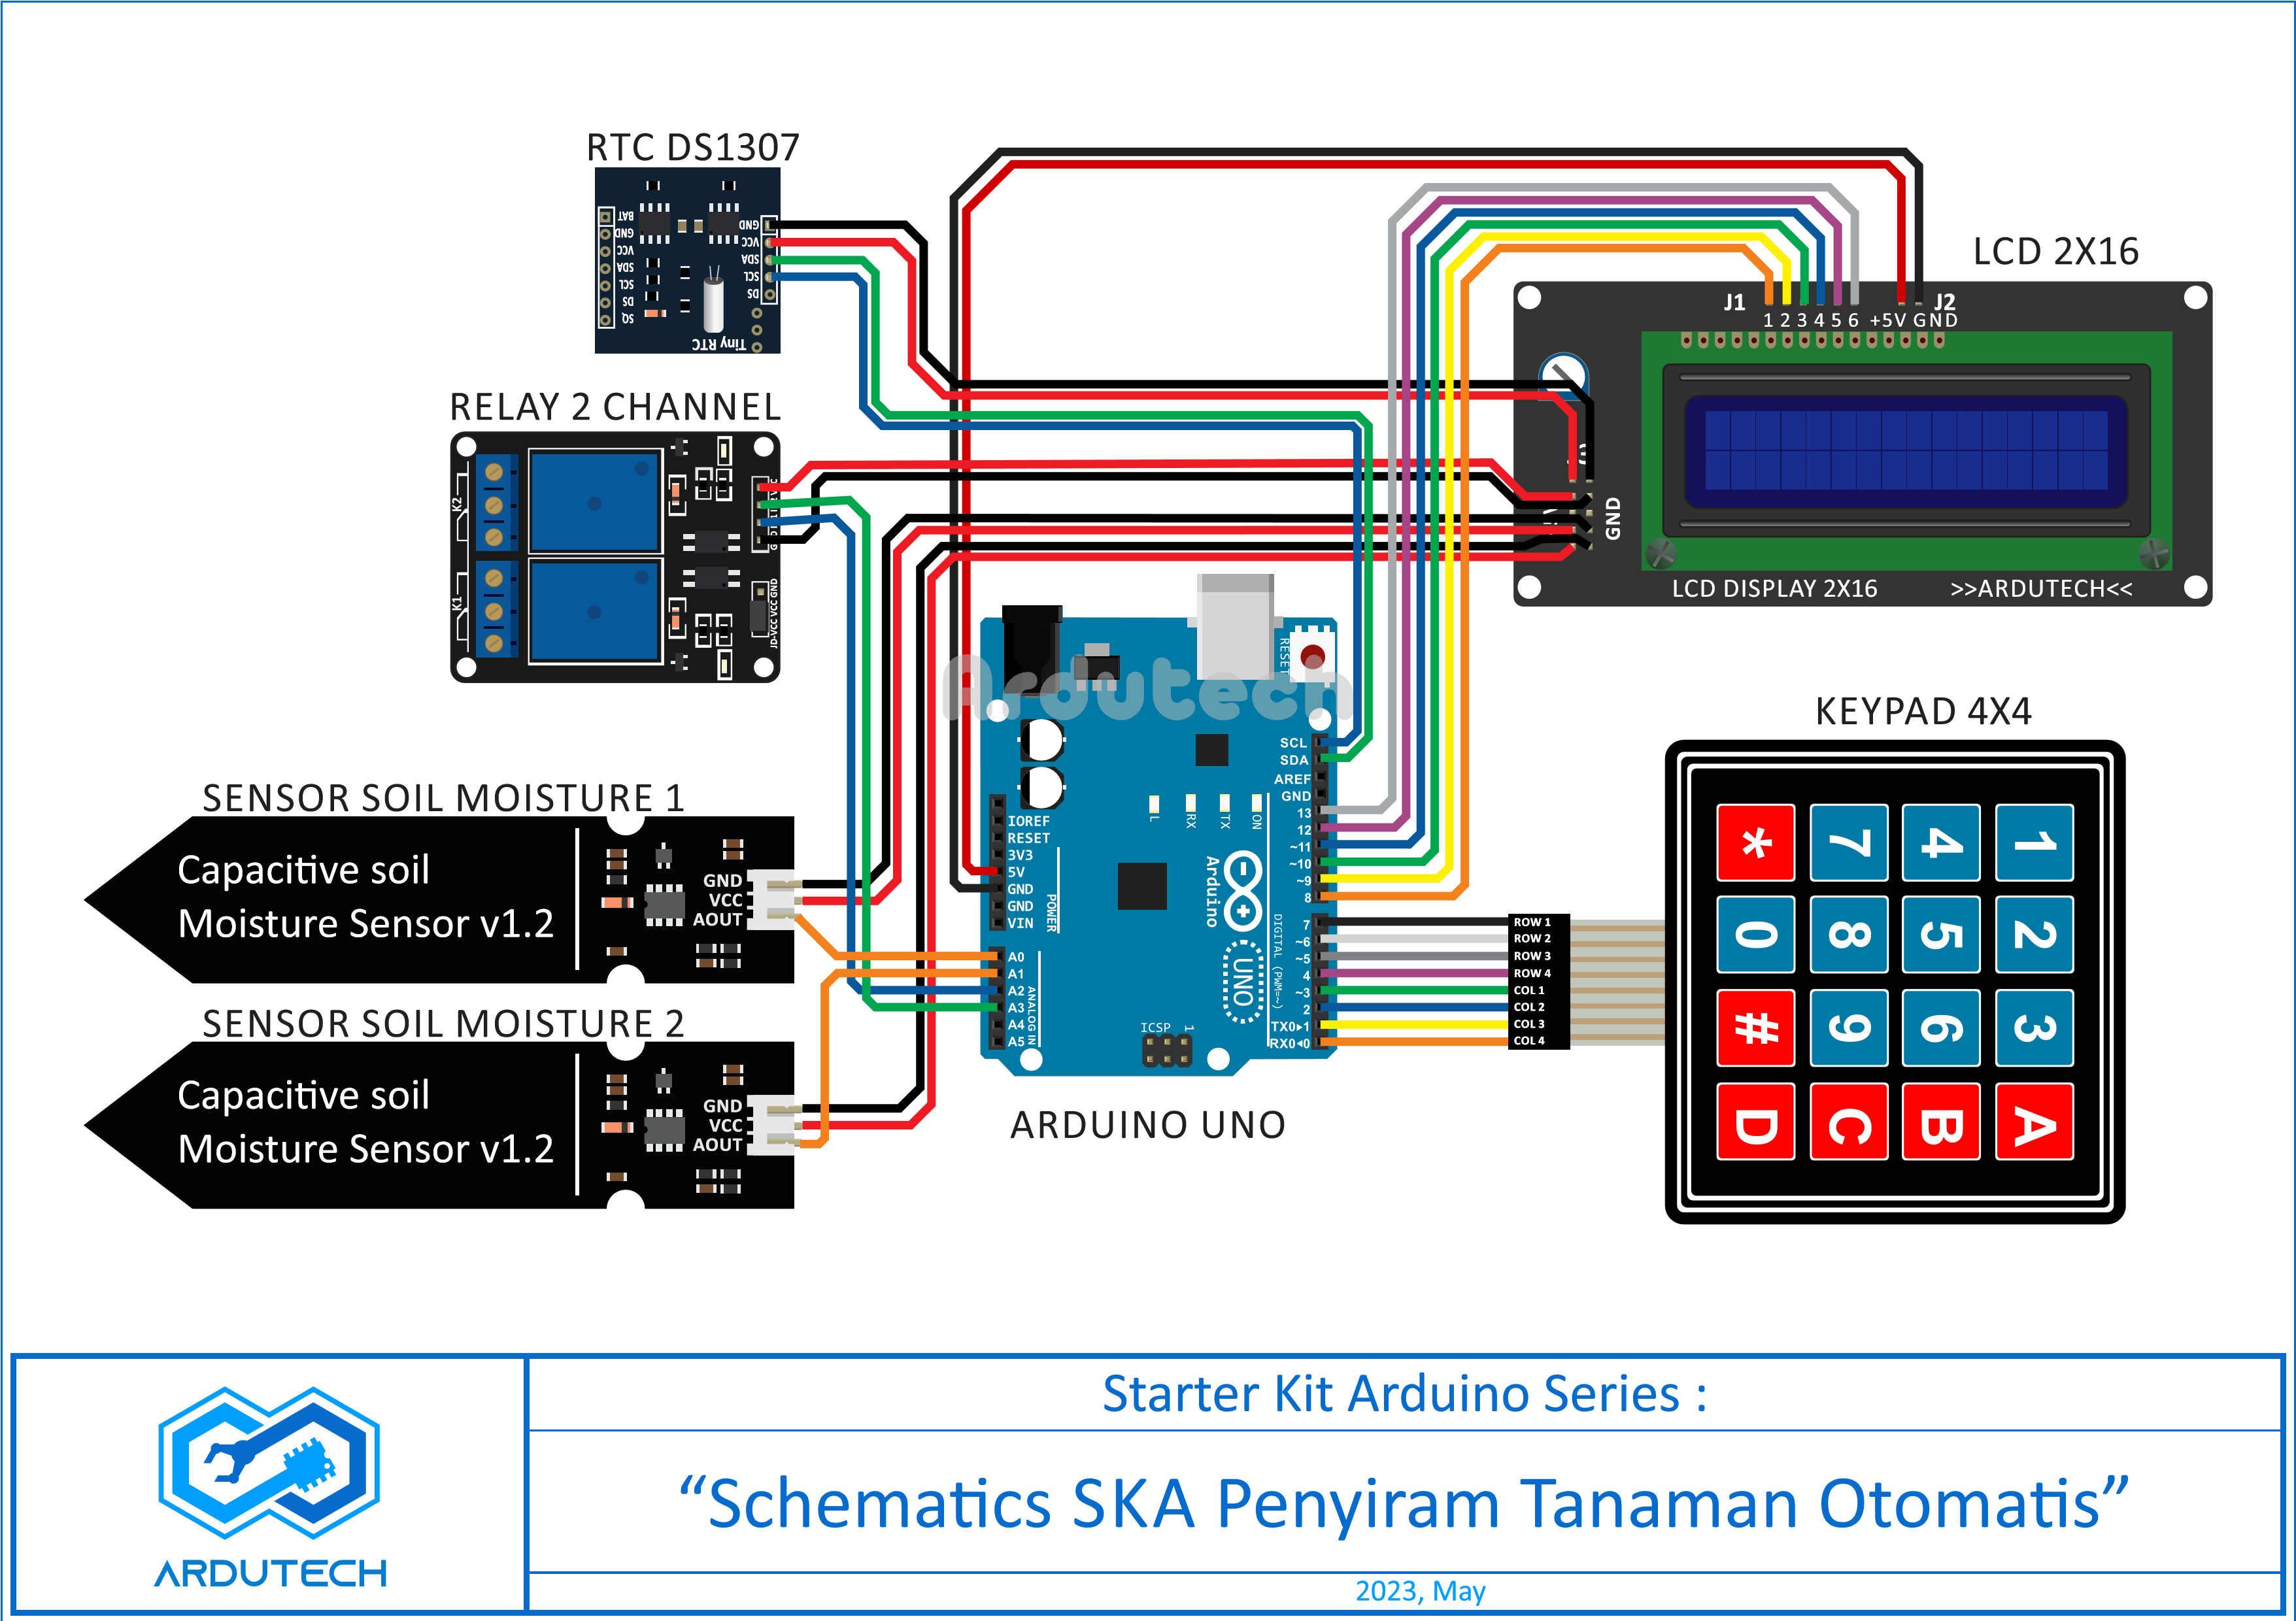 RTC DS1307
BAT
GND
VCC
SDA
SCL
DS
SQ
GND
VCC
SDA
SCL
DS
Tiny RTC
LCD 2X16
J1
J2
1 2 3 4 5 6 +5V GND
GND
LCD DISPLAY 2X16 >>ARDUTECH<<
RELAY 2 CHANNEL
K2
K1
JD-VCC VCC GND
Ardutech
RESET
SCL
SDA
AREF
GND
13
12
~11
~10
~9
8
7
~6
~5
4
~3
2
TX0▸1
RX0◂0
IOREF
RESET
3V3
5V
GND
GND
VIN
POWER
A0
A1
A2
A3
A4
A5
ANALOG IN
L
RX
TX
ON
Arduino
UNO
DIGITAL (PWM=~)
ICSP
1
ARDUINO UNO
SENSOR SOIL MOISTURE 1
Capacitive soil
Moisture Sensor v1.2
GND
VCC
AOUT
SENSOR SOIL MOISTURE 2
Capacitive soil
Moisture Sensor v1.2
GND
VCC
AOUT
KEYPAD 4X4
ROW 1
ROW 2
ROW 3
ROW 4
COL 1
COL 2
COL 3
COL 4
* 7 4 1
0 8 5 2
# 9 6 3
D C B A
ARDUTECH
Starter Kit Arduino Series :
“Schematics SKA Penyiram Tanaman Otomatis”
2023, May